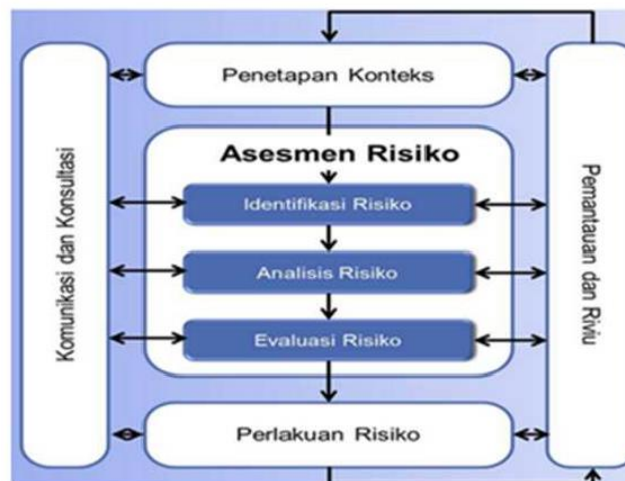 Penetapan Konteks
Asesmen Risiko
Identifikasi Risiko
Analisis Risiko
Evaluasi Risiko
Perlakuan Risiko
Komunikasi dan Konsultasi
Pemantauan dan Riviu